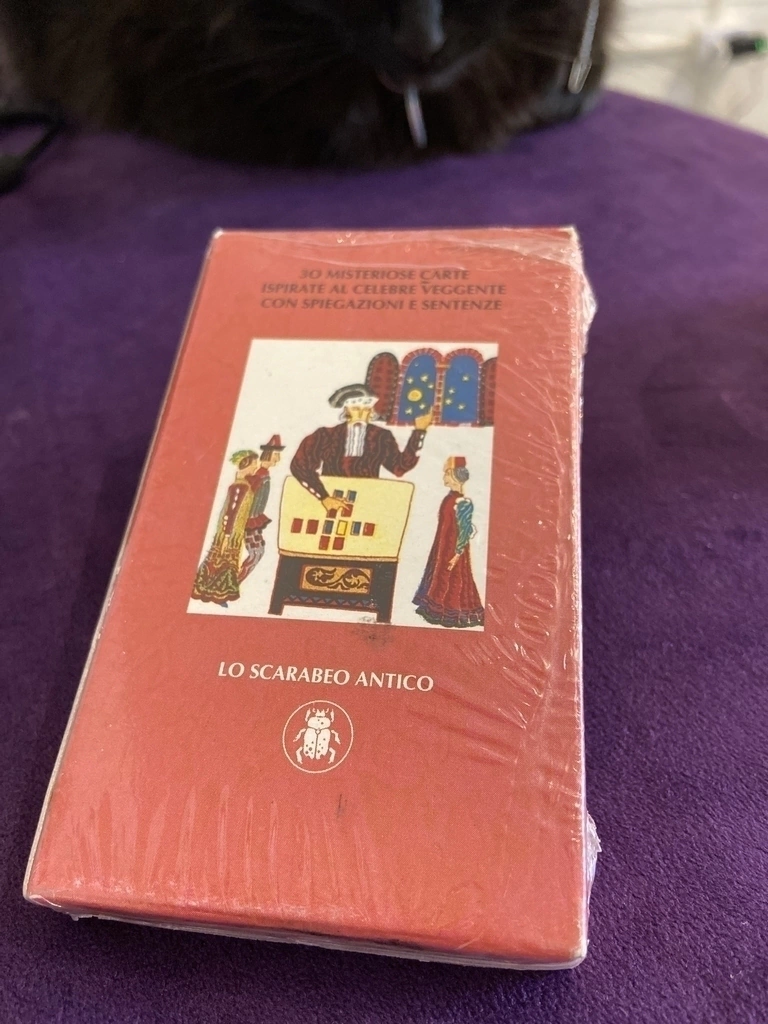 30 MISTERIOSE CARTE
ISPIRATE AL CELEBRE VEGGENTE
CON SPIEGAZIONI E SENTENZE
LO SCARABEO ANTICO